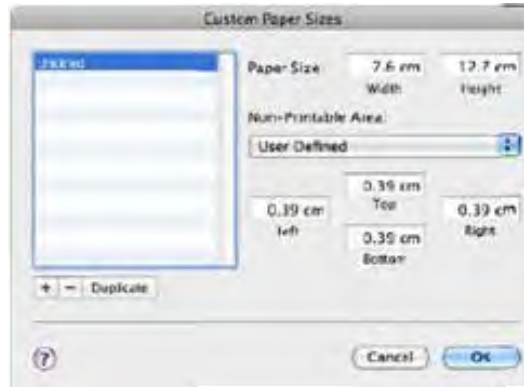 Custom Paper Sizes
Paper Size 7.6 cm 12.7 cm
Width Height
Non-Printable Area:
User Defined
0.39 cm
Top
0.39 cm 0.39 cm
Left Right
0.39 cm
Bottom
+ − Duplicate
? Cancel OK